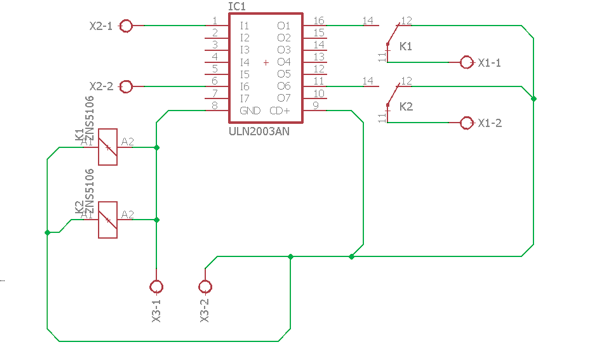 IC1
X2-1
1 I1 O1 16
2 I2 O2 15
3 I3 O3 14
4 I4 O4 13
5 I5 O5 12
X2-2
6 I6 O6 11
7 I7 O7 10
8 GND CD+ 9
ULN2003AN
14 12
11
K1
X1-1
14 12
11
K2
X1-2
K1
ZNS5106
A1 A2
K2
ZNS5106
A1 A2
X3-1
X3-2